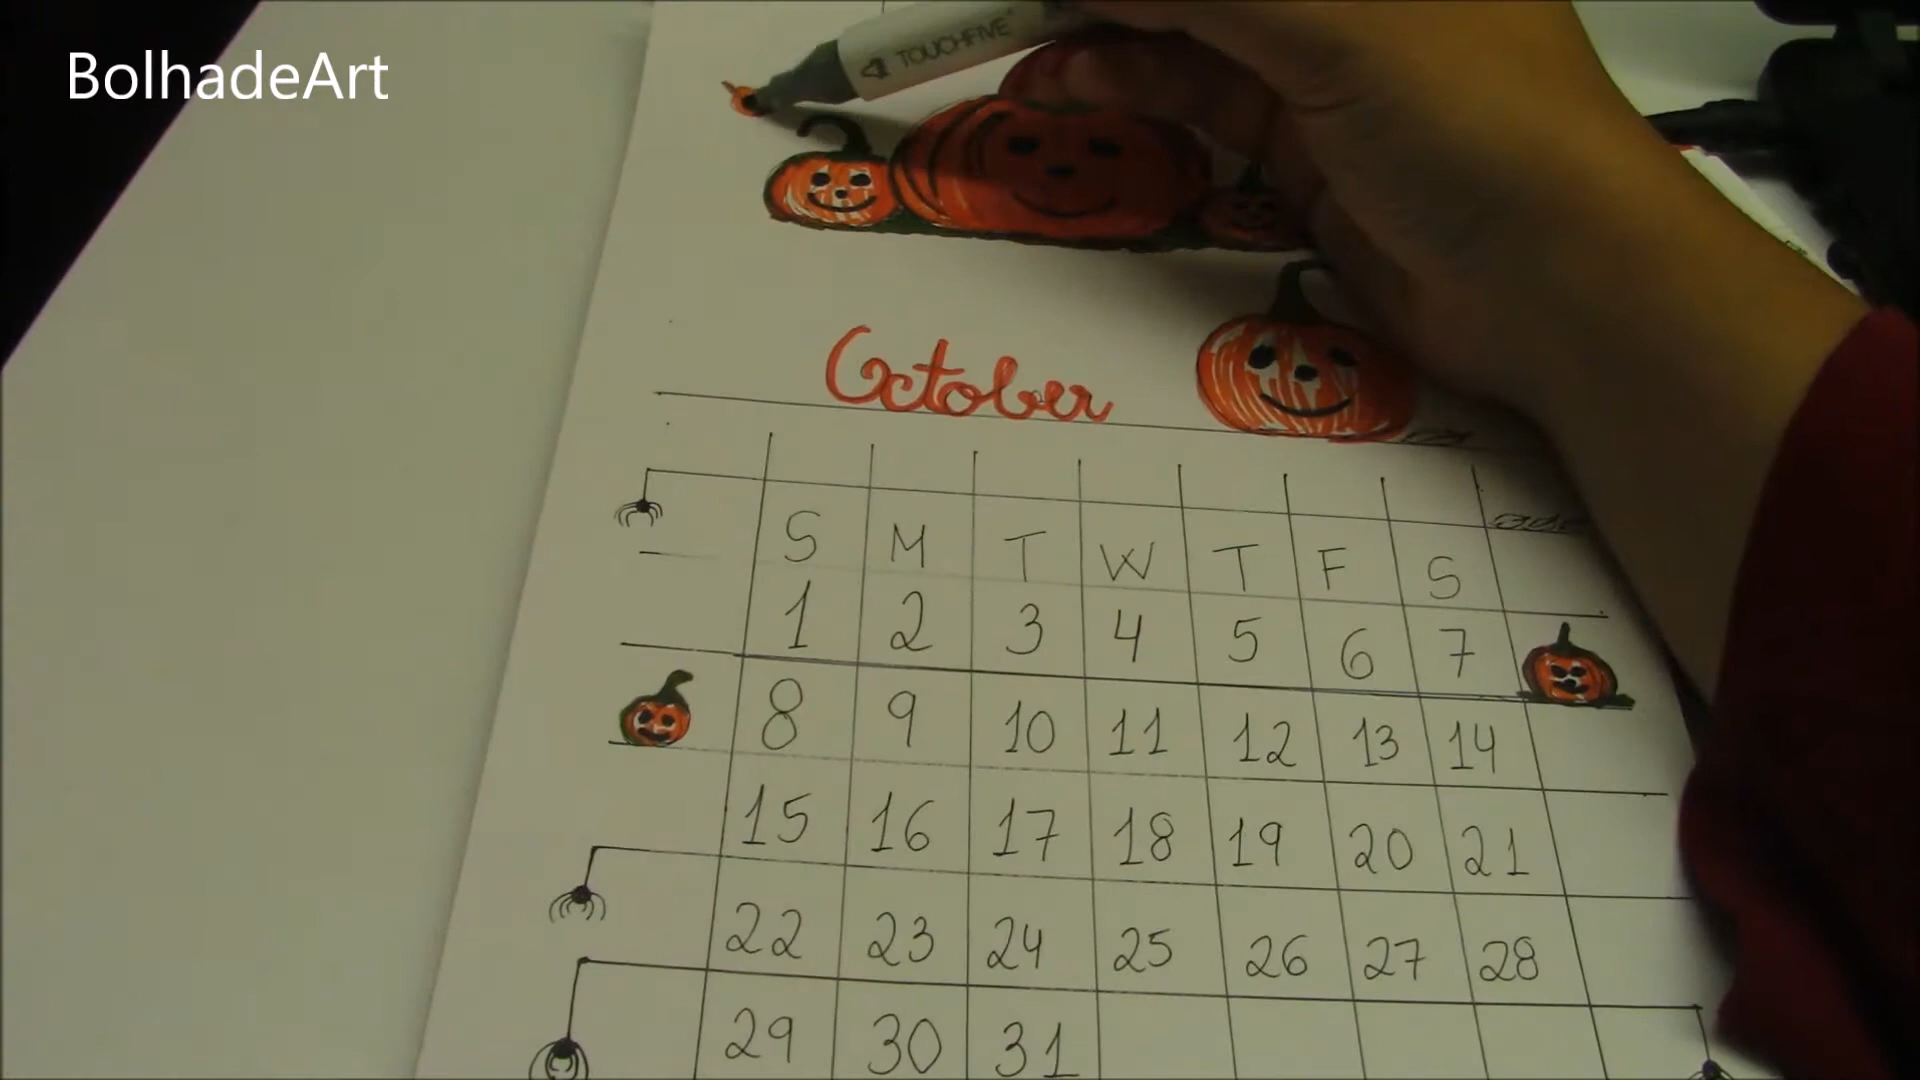 BolhadeArt
TOUCHFIVE
October
S M T W T F S
1 2 3 4 5 6 7
8 9 10 11 12 13 14
15 16 17 18 19 20 21
22 23 24 25 26 27 28
29 30 31